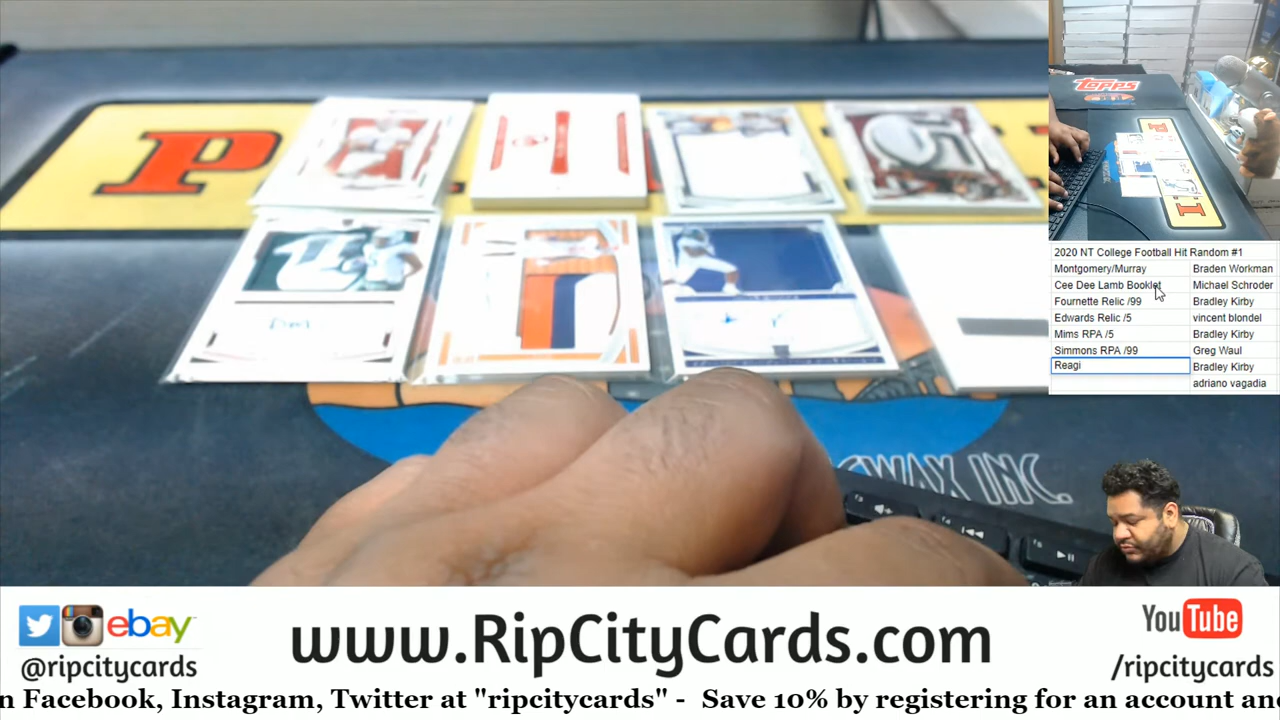 P
I
TOPPS
I
2020 NT College Football Hit Random #1
Montgomery/Murray Braden Workman
Cee Dee Lamb Booklet Michael Schroder
Fournette Relic /99 Bradley Kirby
Edwards Relic /5 vincent blondel
Mims RPA /5 Bradley Kirby
Simmons RPA /99 Greg Waul
Reagi Bradley Kirby
adriano vagadia
WAX INC.
ebay
@ripcitycards
www.RipCityCards.com
YouTube
/ripcitycards
n Facebook, Instagram, Twitter at "ripcitycards" - Save 10% by registering for an account and